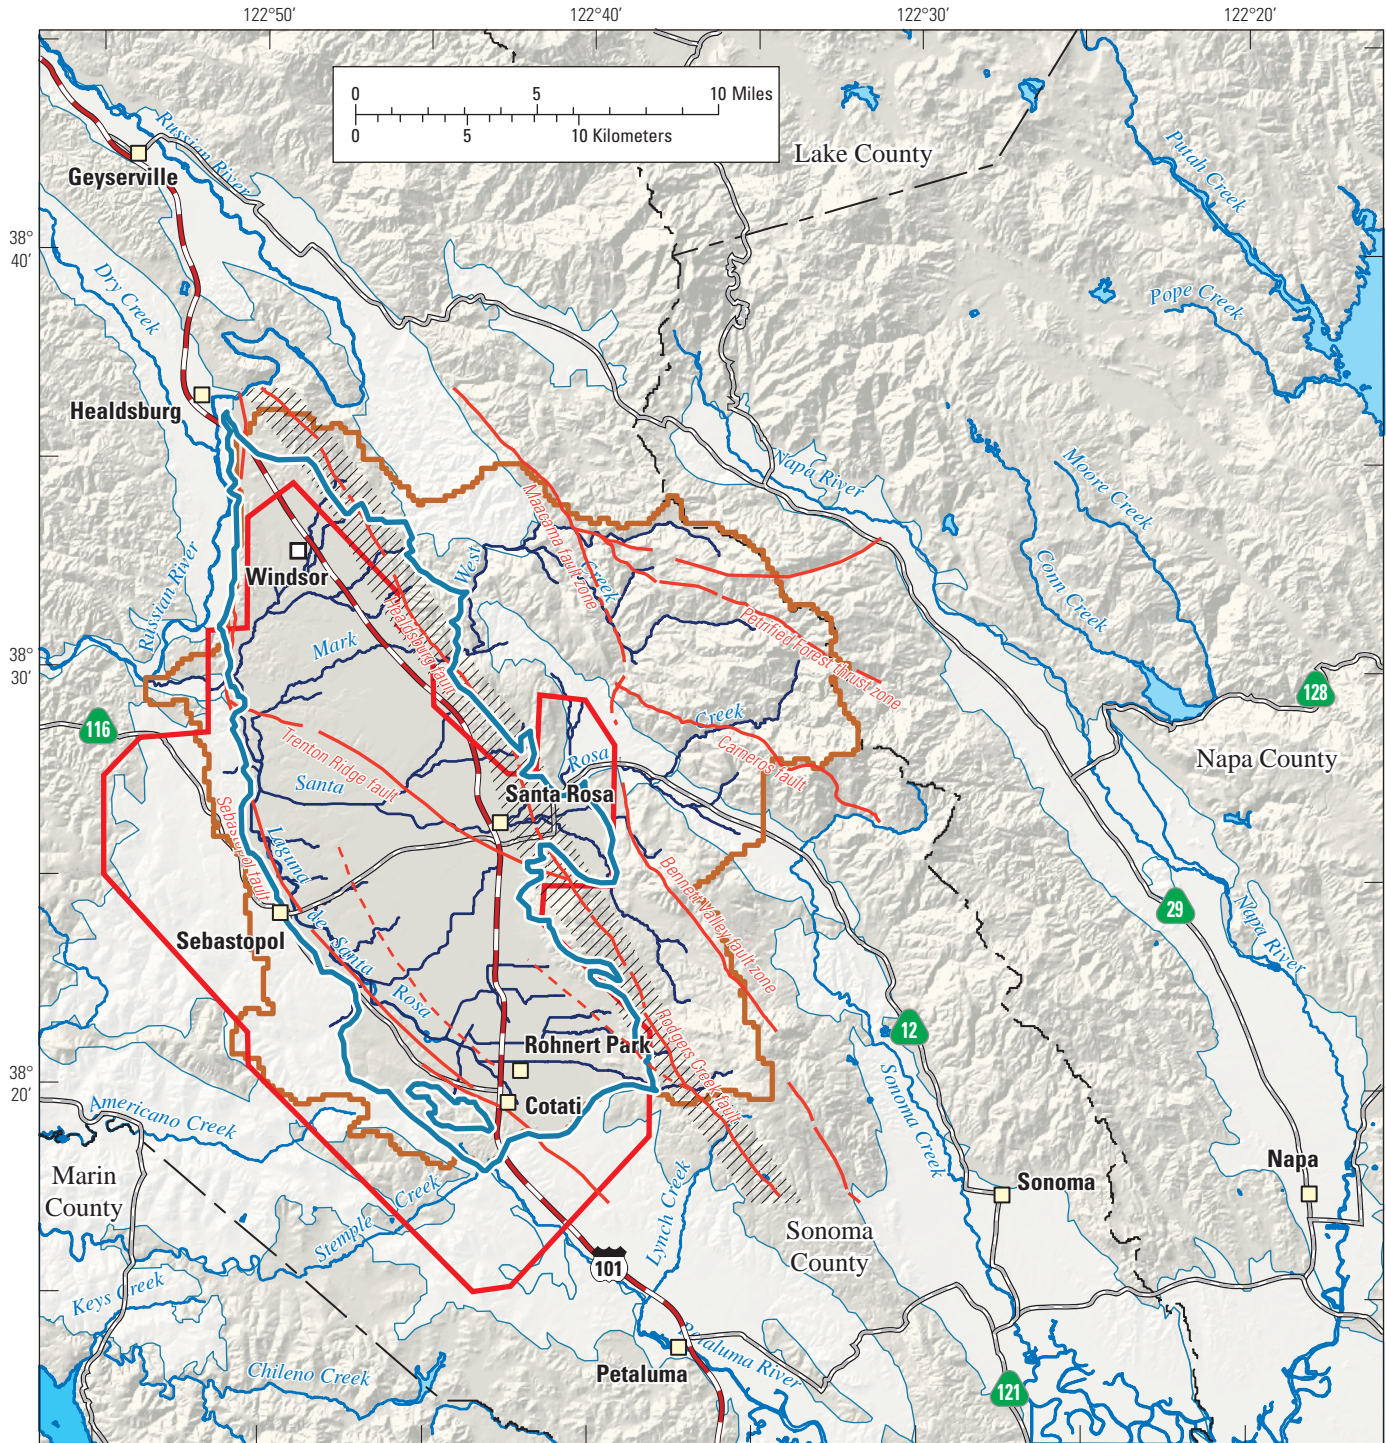 122°50′
122°40′
122°30′
122°20′
0
5
10 Miles
0
5
10 Kilometers
Lake County
Russian River
Geyserville
Putah Creek
38°
40′
Dry Creek
Pope Creek
Healdsburg
Napa River
Moore Creek
Maacama fault zone
West
Creek
Windsor
Russian River
Conn Creek
Healdsburg fault
Mark
Petrified Forest thrust zone
38°
30′
128
116
Creek
Trenton Ridge fault
Carneros fault
Napa County
Rosa
Santa
Santa Rosa
Sebastopol fault
Laguna
Bennett Valley fault zone
29
Napa River
Sebastopol
de Santa
Rosa
12
Rohnert Park
Rodgers Creek fault
38°
20′
Sonoma Creek
Americano Creek
Cotati
Napa
Marin
County
Sonoma
Stemple Creek
Lynch Creek
Sonoma
County
101
Keys Creek
Petaluma River
Chileno Creek
Petaluma
121